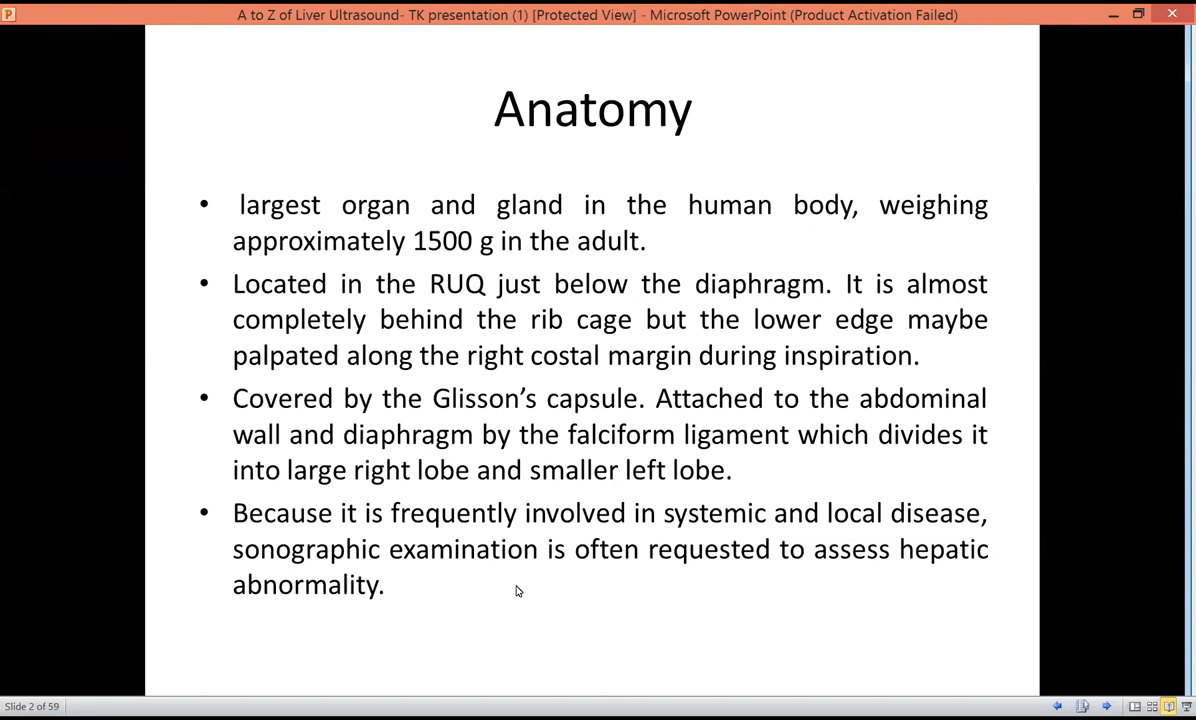 A to Z of Liver Ultrasound- TK presentation (1) [Protected View] - Microsoft PowerPoint (Product Activation Failed)
Anatomy
• largest organ and gland in the human body, weighing
approximately 1500 g in the adult.
• Located in the RUQ just below the diaphragm. It is almost
completely behind the rib cage but the lower edge maybe
palpated along the right costal margin during inspiration.
• Covered by the Glisson’s capsule. Attached to the abdominal
wall and diaphragm by the falciform ligament which divides it
into large right lobe and smaller left lobe.
• Because it is frequently involved in systemic and local disease,
sonographic examination is often requested to assess hepatic
abnormality.
Slide 2 of 59